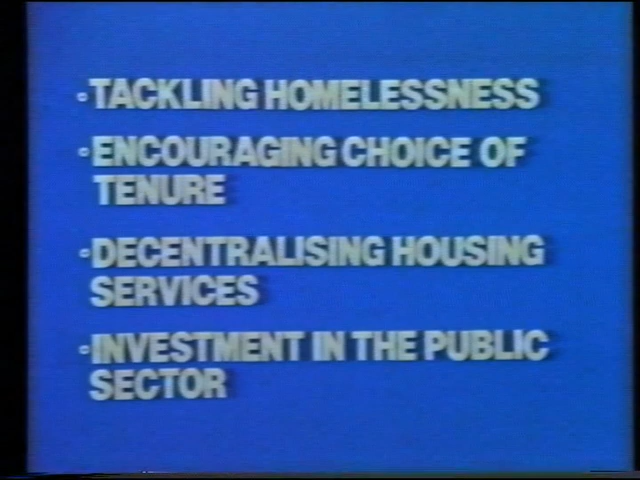 • TACKLING HOMELESSNESS
• ENCOURAGING CHOICE OF
TENURE
• DECENTRALISING HOUSING
SERVICES
• INVESTMENT IN THE PUBLIC
SECTOR